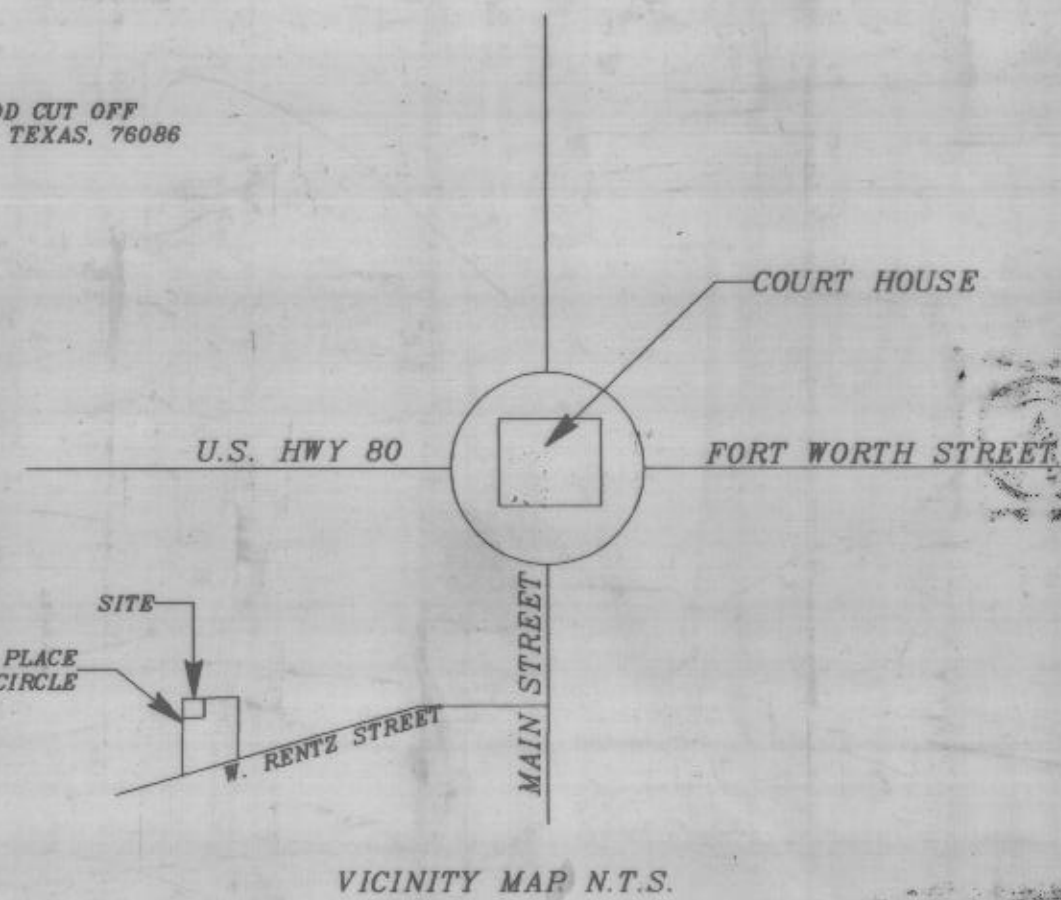 OD CUT OFF
TEXAS, 76086
COURT HOUSE
U.S. HWY 80
FORT WORTH STREET
SITE
PLACE
CIRCLE
MAIN STREET
W. RENTZ STREET
VICINITY MAP N.T.S.